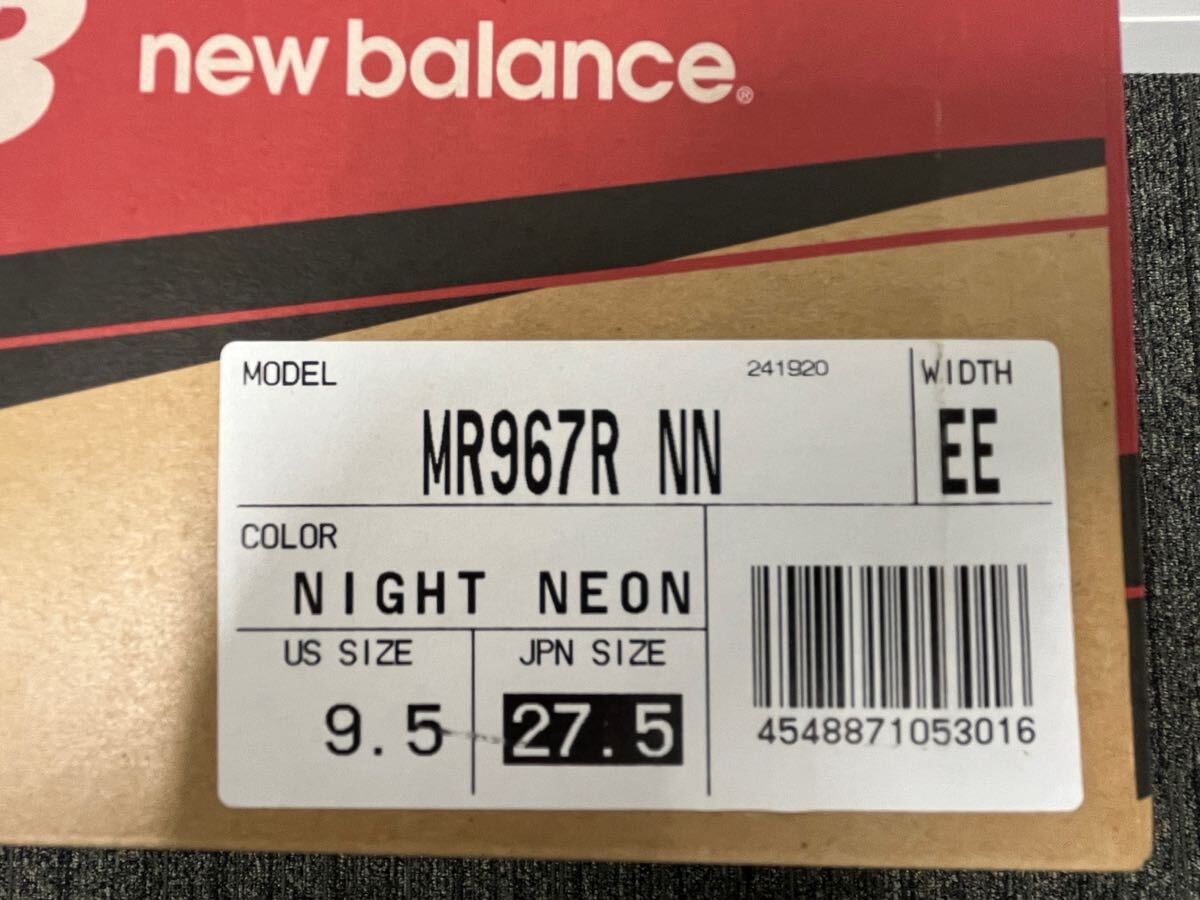 new balance®
MODEL
241920
WIDTH
MR967R NN
EE
COLOR
NIGHT NEON
US SIZE
JPN SIZE
9.5
27.5
4548871053016